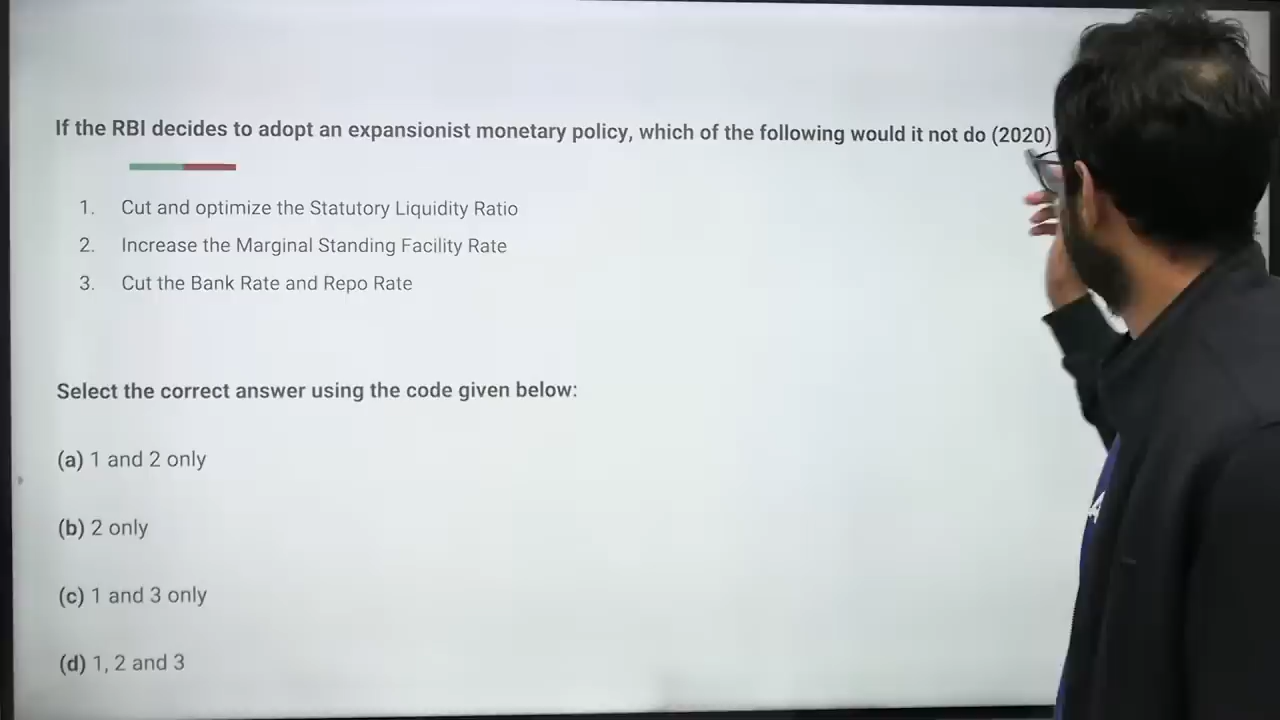 If the RBI decides to adopt an expansionist monetary policy, which of the following would it not do (2020)
1. Cut and optimize the Statutory Liquidity Ratio
2. Increase the Marginal Standing Facility Rate
3. Cut the Bank Rate and Repo Rate
Select the correct answer using the code given below:
(a) 1 and 2 only
(b) 2 only
(c) 1 and 3 only
(d) 1, 2 and 3